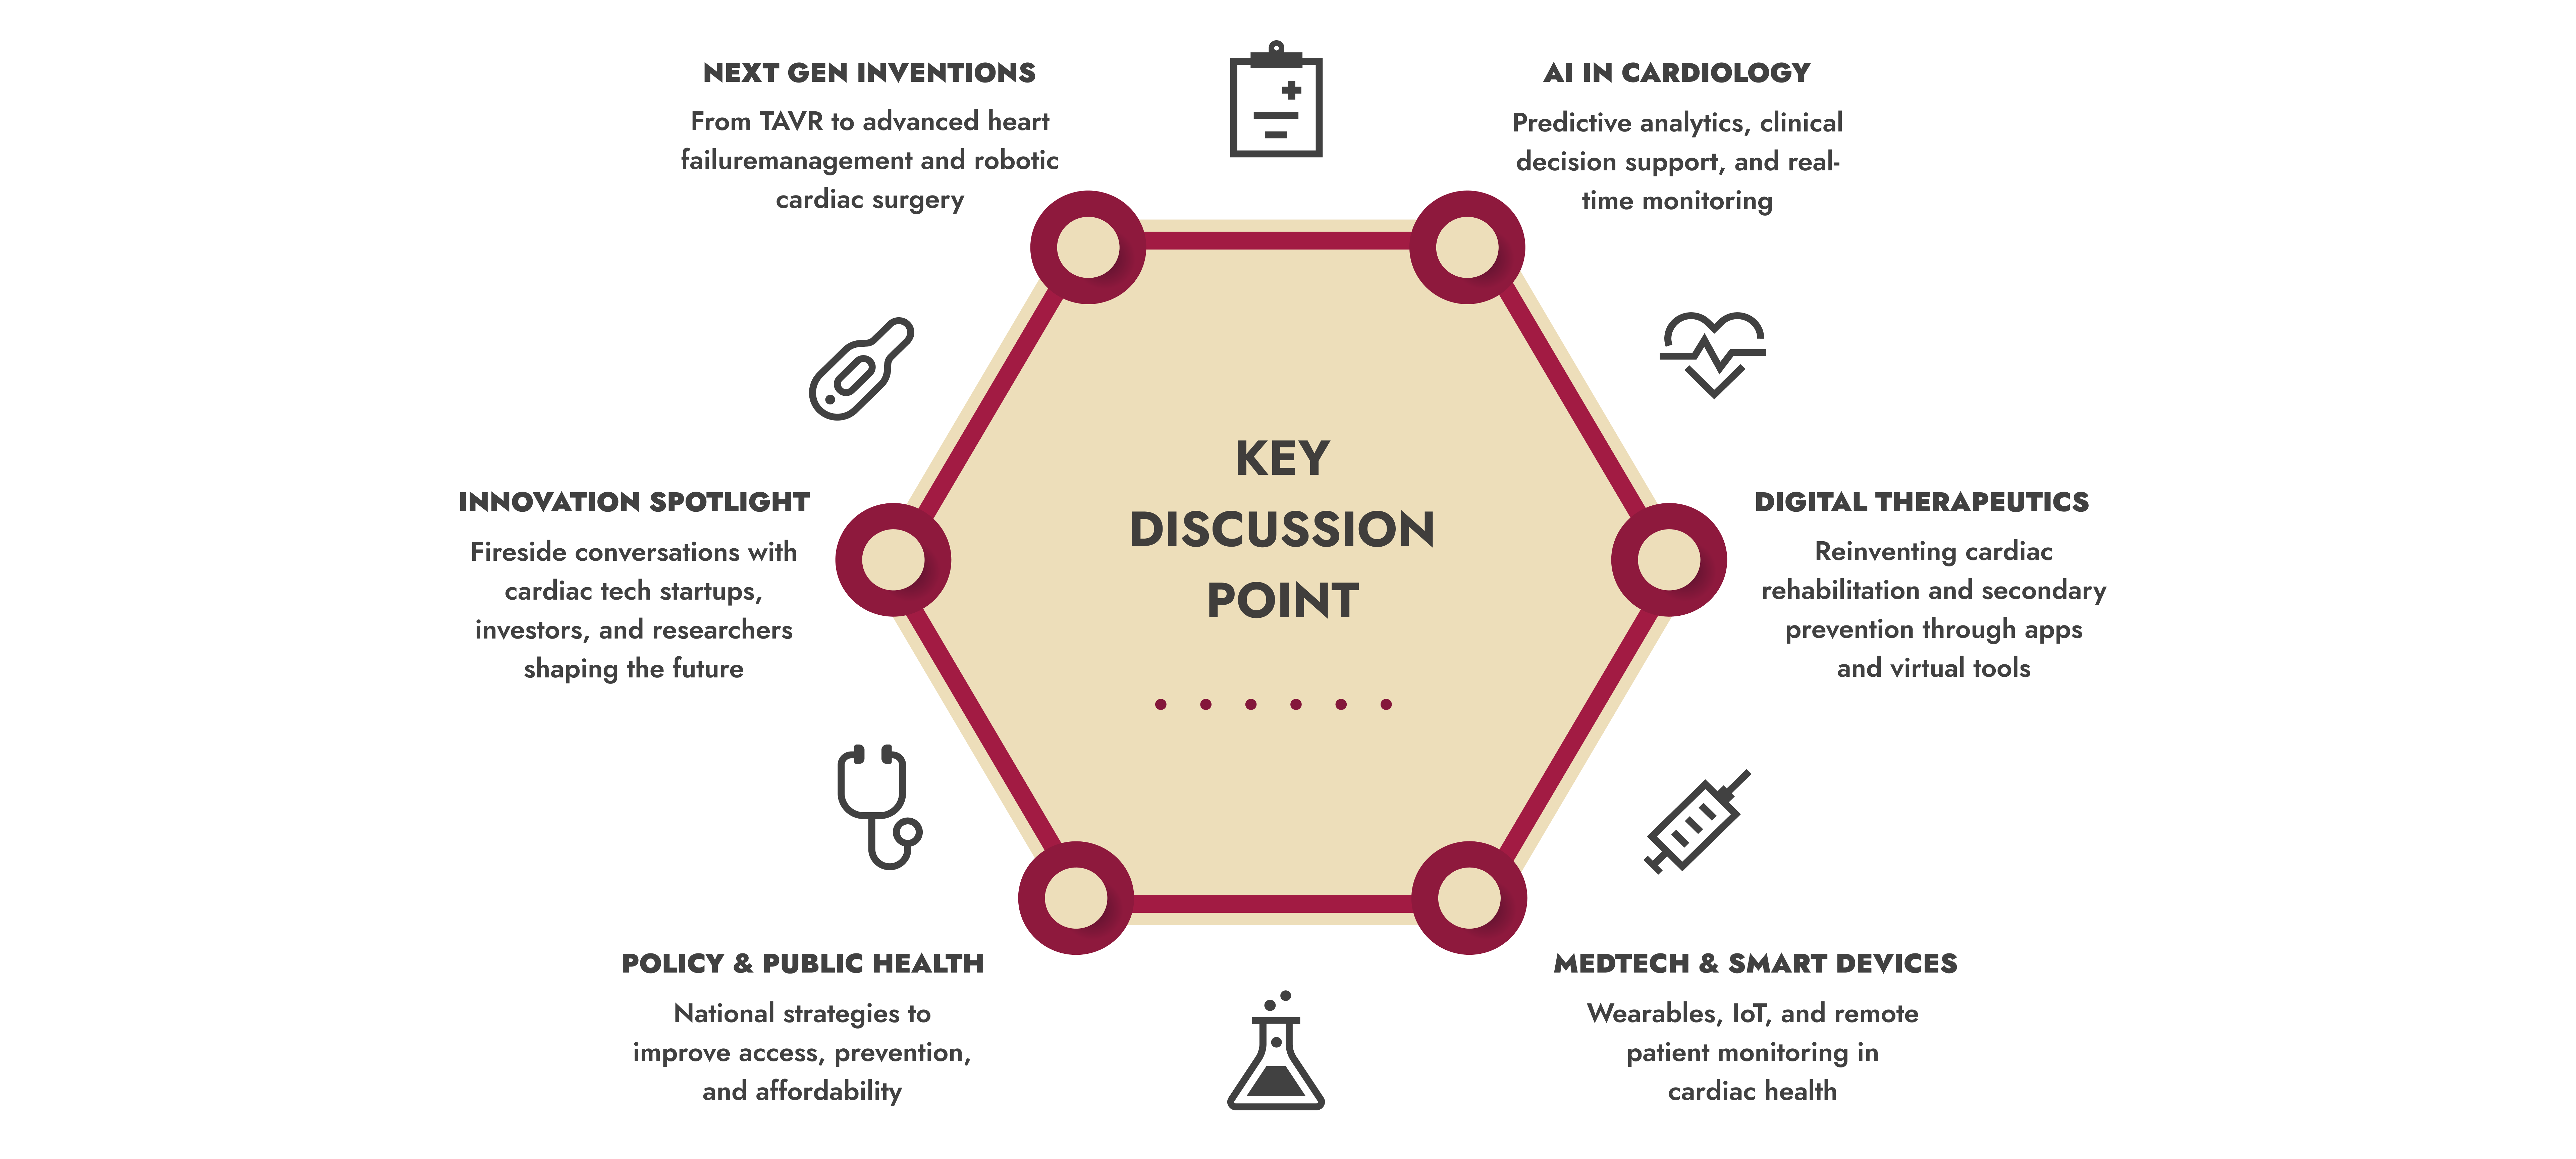 NEXT GEN INVENTIONS
From TAVR to advanced heart
failuremanagement and robotic
cardiac surgery
AI IN CARDIOLOGY
Predictive analytics, clinical
decision support, and real-
time monitoring
KEY
DISCUSSION
POINT
INNOVATION SPOTLIGHT
Fireside conversations with
cardiac tech startups,
investors, and researchers
shaping the future
DIGITAL THERAPEUTICS
Reinventing cardiac
rehabilitation and secondary
prevention through apps
and virtual tools
POLICY & PUBLIC HEALTH
National strategies to
improve access, prevention,
and affordability
MEDTECH & SMART DEVICES
Wearables, IoT, and remote
patient monitoring in
cardiac health